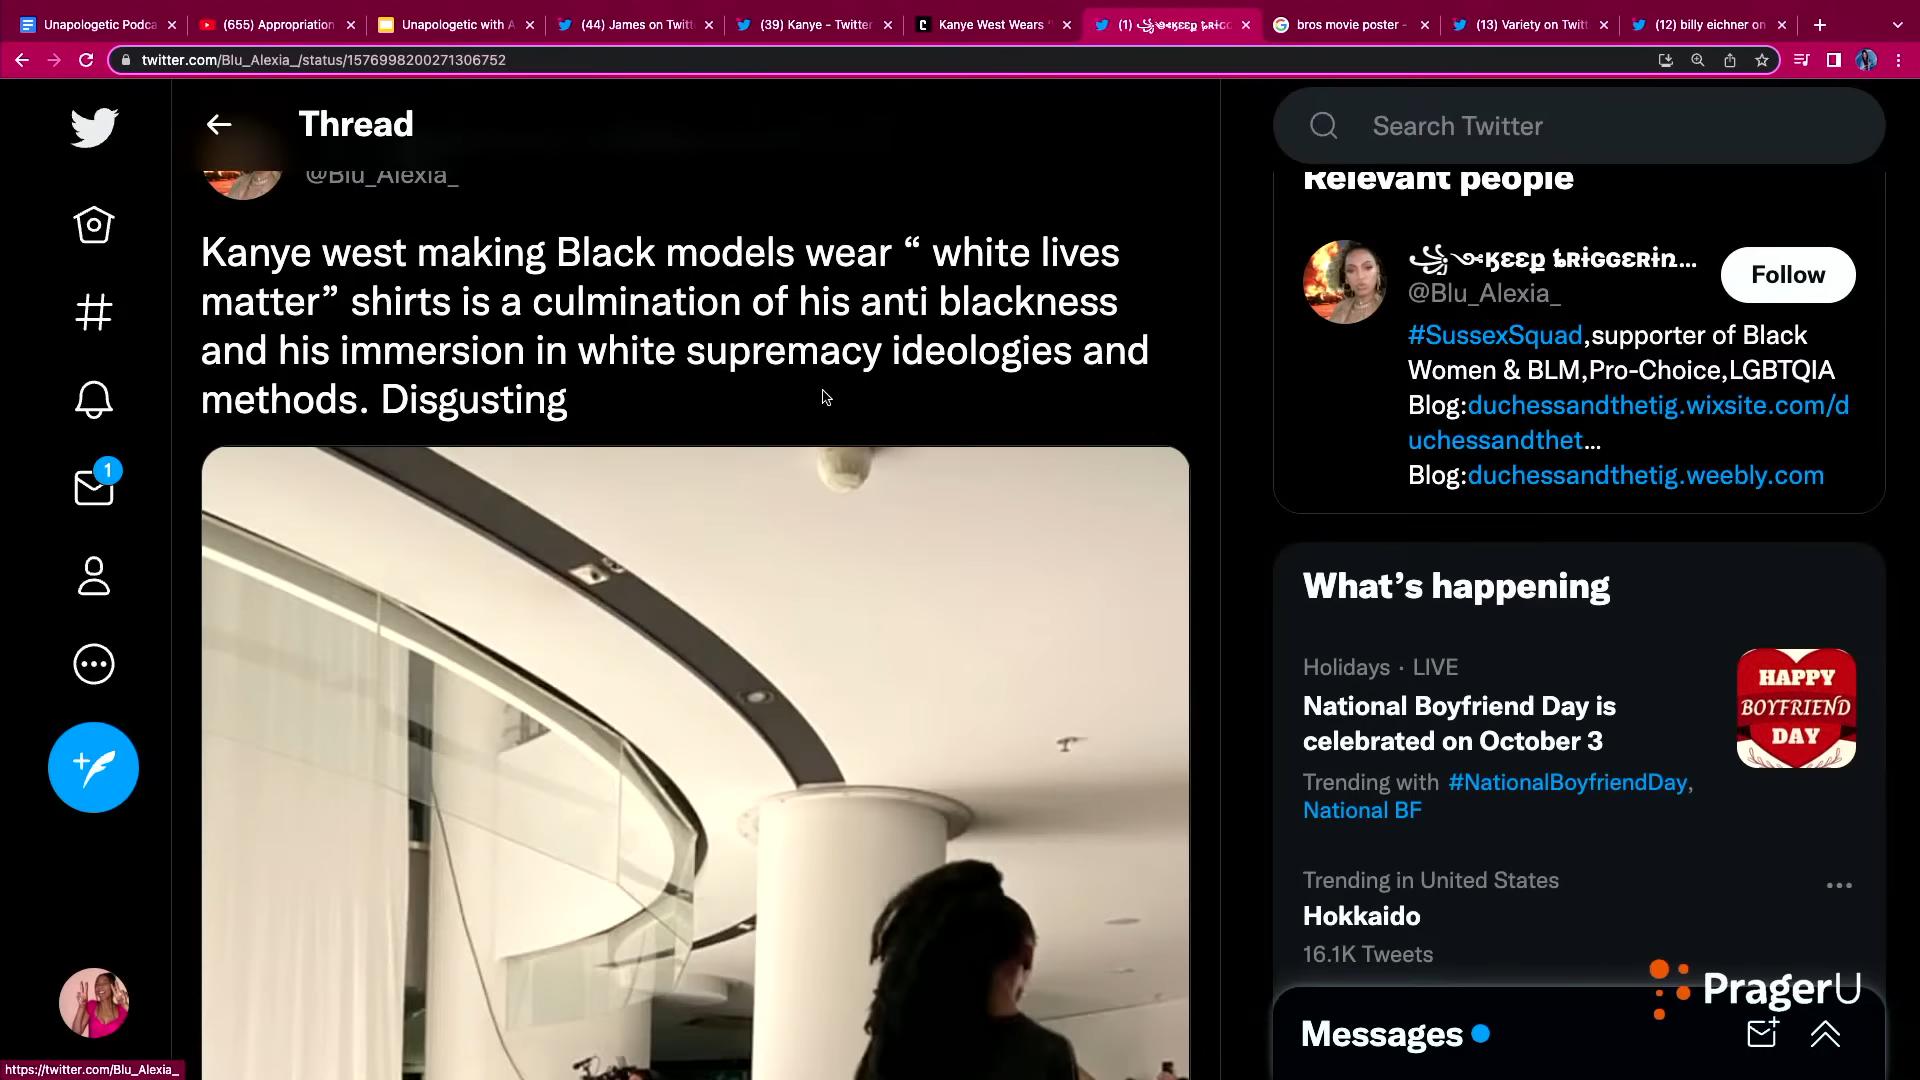 Unapologetic Podca
(655) Appropriation
Unapologetic with A
(44) James on Twitt
(39) Kanye - Twitter
Kanye West Wears
bros movie poster -
(13) Variety on Twitt
(12) billy eichner on
twitter.com/Blu_Alexia_/status/1576998200271306752
Thread
Search Twitter
@Blu_Alexia_
Kanye west making Black models wear “ white lives
matter” shirts is a culmination of his anti blackness
and his immersion in white supremacy ideologies and
methods. Disgusting
Relevant people
ӄɛɛք ȶʀɨɢɢɛʀɨn...
@Blu_Alexia_
Follow
#SussexSquad,supporter of Black
Women & BLM,Pro-Choice,LGBTQIA
Blog:duchessandthetig.wixsite.com/d
uchessandthet...
Blog:duchessandthetig.weebly.com
1
What’s happening
Holidays · LIVE
National Boyfriend Day is
celebrated on October 3
Trending with #NationalBoyfriendDay,
National BF
HAPPY
BOYFRIEND
DAY
Trending in United States
Hokkaido
16.1K Tweets
PragerU
Messages
https://twitter.com/Blu_Alexia_